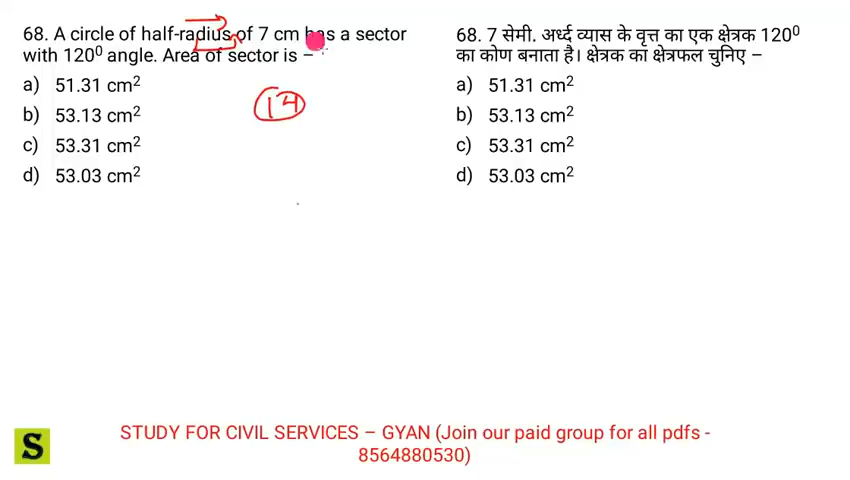 68. A circle of half-radius of 7 cm has a sector
with 120⁰ angle. Area of sector is –
a) 51.31 cm²
b) 53.13 cm²
c) 53.31 cm²
d) 53.03 cm²
14
68. 7 सेमी. अर्ध्द व्यास के वृत्त का एक क्षेत्रक 120⁰
का कोण बनाता है। क्षेत्रक का क्षेत्रफल चुनिए –
a) 51.31 cm²
b) 53.13 cm²
c) 53.31 cm²
d) 53.03 cm²
S
STUDY FOR CIVIL SERVICES – GYAN (Join our paid group for all pdfs -
8564880530)